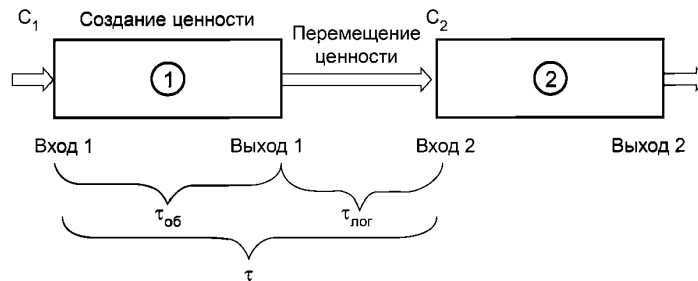 C1
Создание ценности
Перемещение
ценности
C2
1
2
Вход 1
Выход 1
Вход 2
Выход 2
τоб
τлог
τ